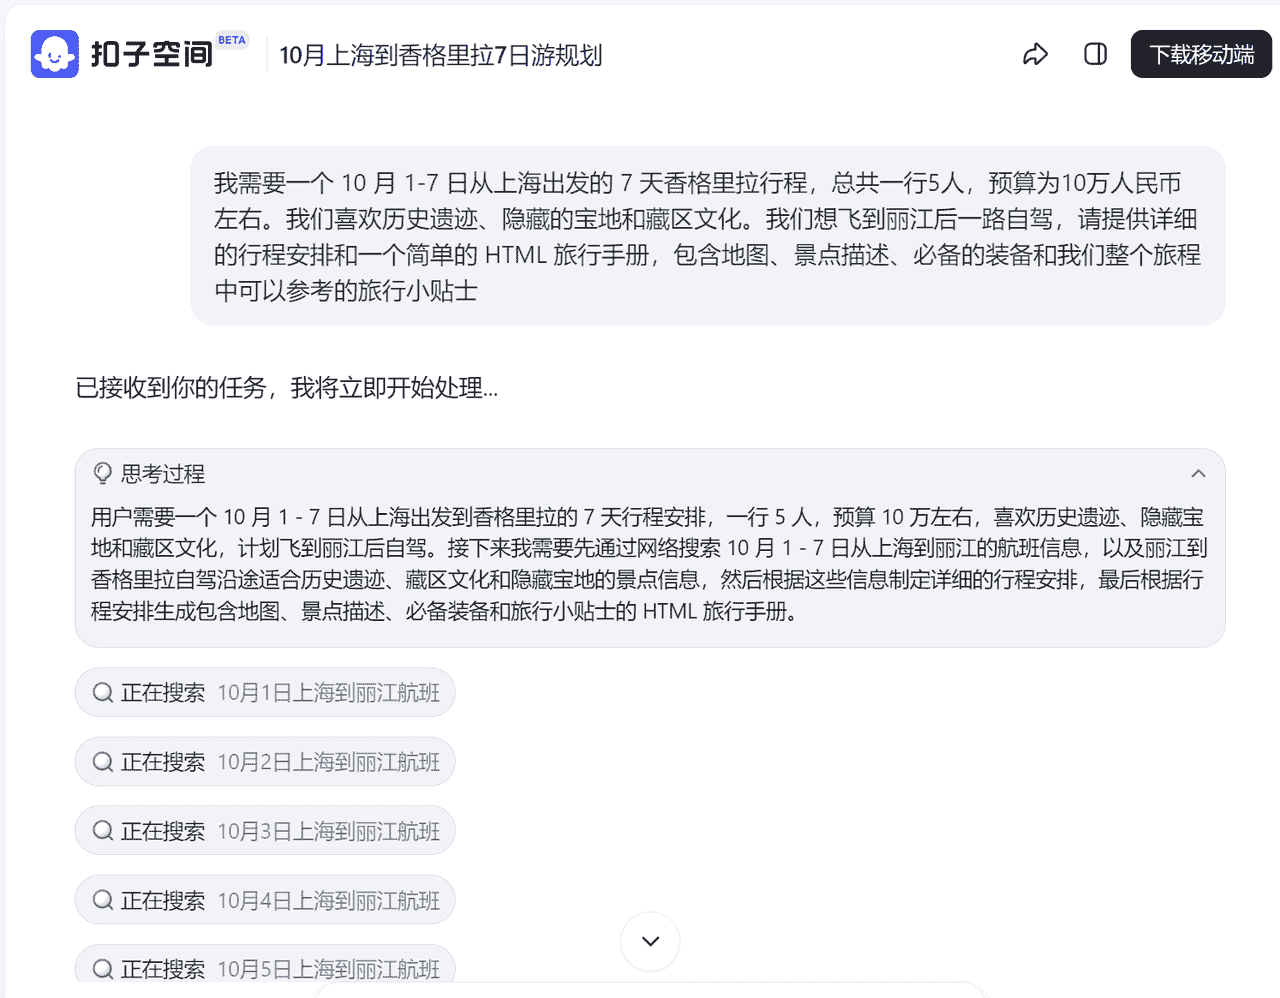 扣子空间 BETA 10月上海到香格里拉7日游规划 下载移动端
我需要一个 10 月 1-7 日从上海出发的 7 天香格里拉行程，总共一行5人，预算为10万人民币
左右。我们喜欢历史遗迹、隐藏的宝地和藏区文化。我们想飞到丽江后一路自驾，请提供详细
的行程安排和一个简单的 HTML 旅行手册，包含地图、景点描述、必备的装备和我们整个旅程
中可以参考的旅行小贴士
已接收到你的任务，我将立即开始处理...
思考过程
用户需要一个 10 月 1 - 7 日从上海出发到香格里拉的 7 天行程安排，一行 5 人，预算 10 万左右，喜欢历史遗迹、隐藏宝
地和藏区文化，计划飞到丽江后自驾。接下来我需要先通过网络搜索 10 月 1 - 7 日从上海到丽江的航班信息，以及丽江到
香格里拉自驾沿途适合历史遗迹、藏区文化和隐藏宝地的景点信息，然后根据这些信息制定详细的行程安排，最后根据行
程安排生成包含地图、景点描述、必备装备和旅行小贴士的 HTML 旅行手册。
正在搜索 10月1日上海到丽江航班
正在搜索 10月2日上海到丽江航班
正在搜索 10月3日上海到丽江航班
正在搜索 10月4日上海到丽江航班
正在搜索 10月5日上海到丽江航班